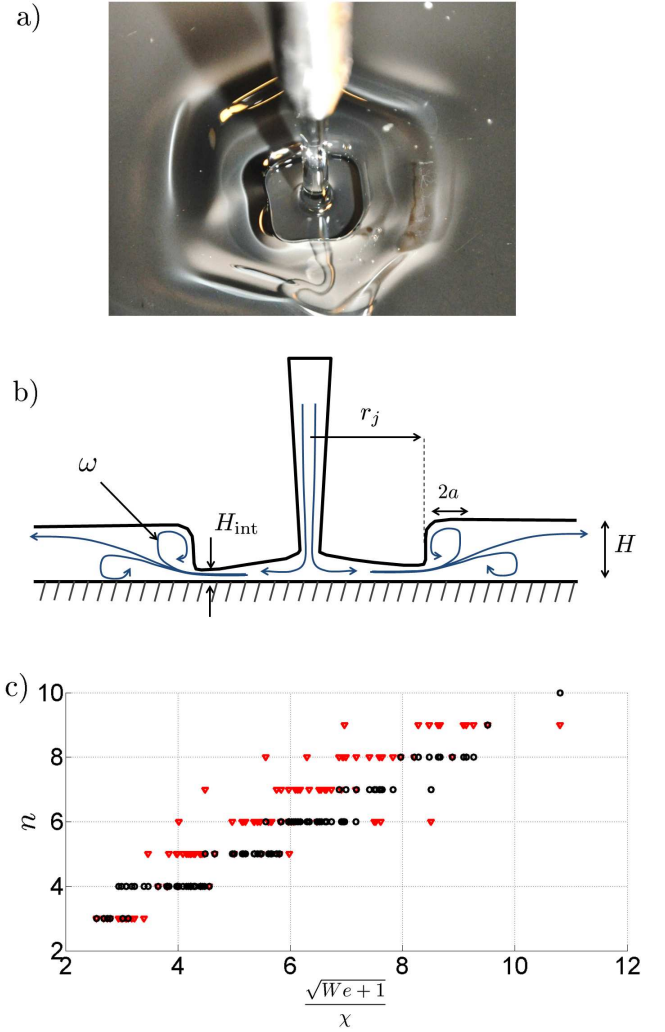 a)
b)
r_j
ω
2a
H_int
H
c)
10
8
6
4
2
n
2 4 6 8 10 12
√(We + 1) / χ